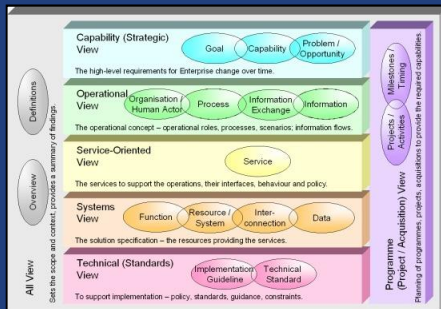 Definitions
Overview
All View
Sets the scope and context, provides a summary of findings.
Capability (Strategic)
View
Goal
Capability
Problem /
Opportunity
The high-level requirements for Enterprise change over time.
Operational
View
Organisation /
Human Actor
Process
Information
Exchange
Information
The operational concept – operational roles, processes, scenarios; information flows.
Service-Oriented
View
Service
The services to support the operations, their interfaces, behaviour and policy.
Systems
View
Function
Resource /
System
Inter-
connection
Data
The solution specification – the resources providing the services.
Technical (Standards)
View
Implementation
Guideline
Technical
Standard
To support implementation – policy, standards, guidance, constraints.
Milestones /
Timing
Projects /
Activities
Programme
(Project / Acquisition) View
Planning of programmes, projects, acquisitions to provide the required capabilities.